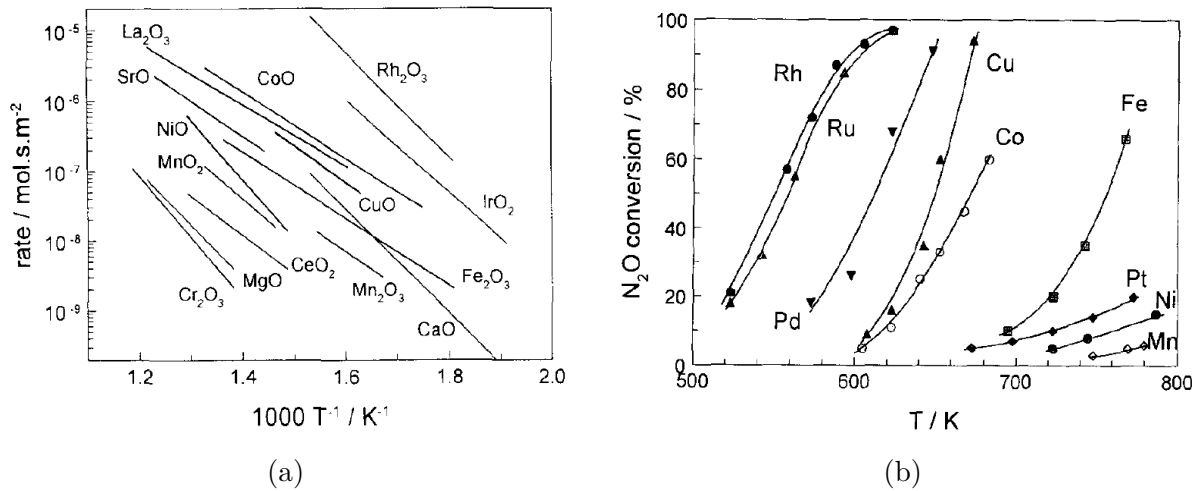 rate / mol.s.m⁻²
10⁻⁵
10⁻⁶
10⁻⁷
10⁻⁸
10⁻⁹
La₂O₃
SrO
CoO
Rh₂O₃
NiO
MnO₂
CuO
IrO₂
CeO₂
MgO
Cr₂O₃
Mn₂O₃
Fe₂O₃
CaO
1.2
1.4
1.6
1.8
2.0
1000 T⁻¹ / K⁻¹
(a)
N₂O conversion / %
100
80
60
40
20
0
Rh
Ru
Cu
Co
Fe
Pd
Pt
Ni
Mn
500
600
700
800
T / K
(b)